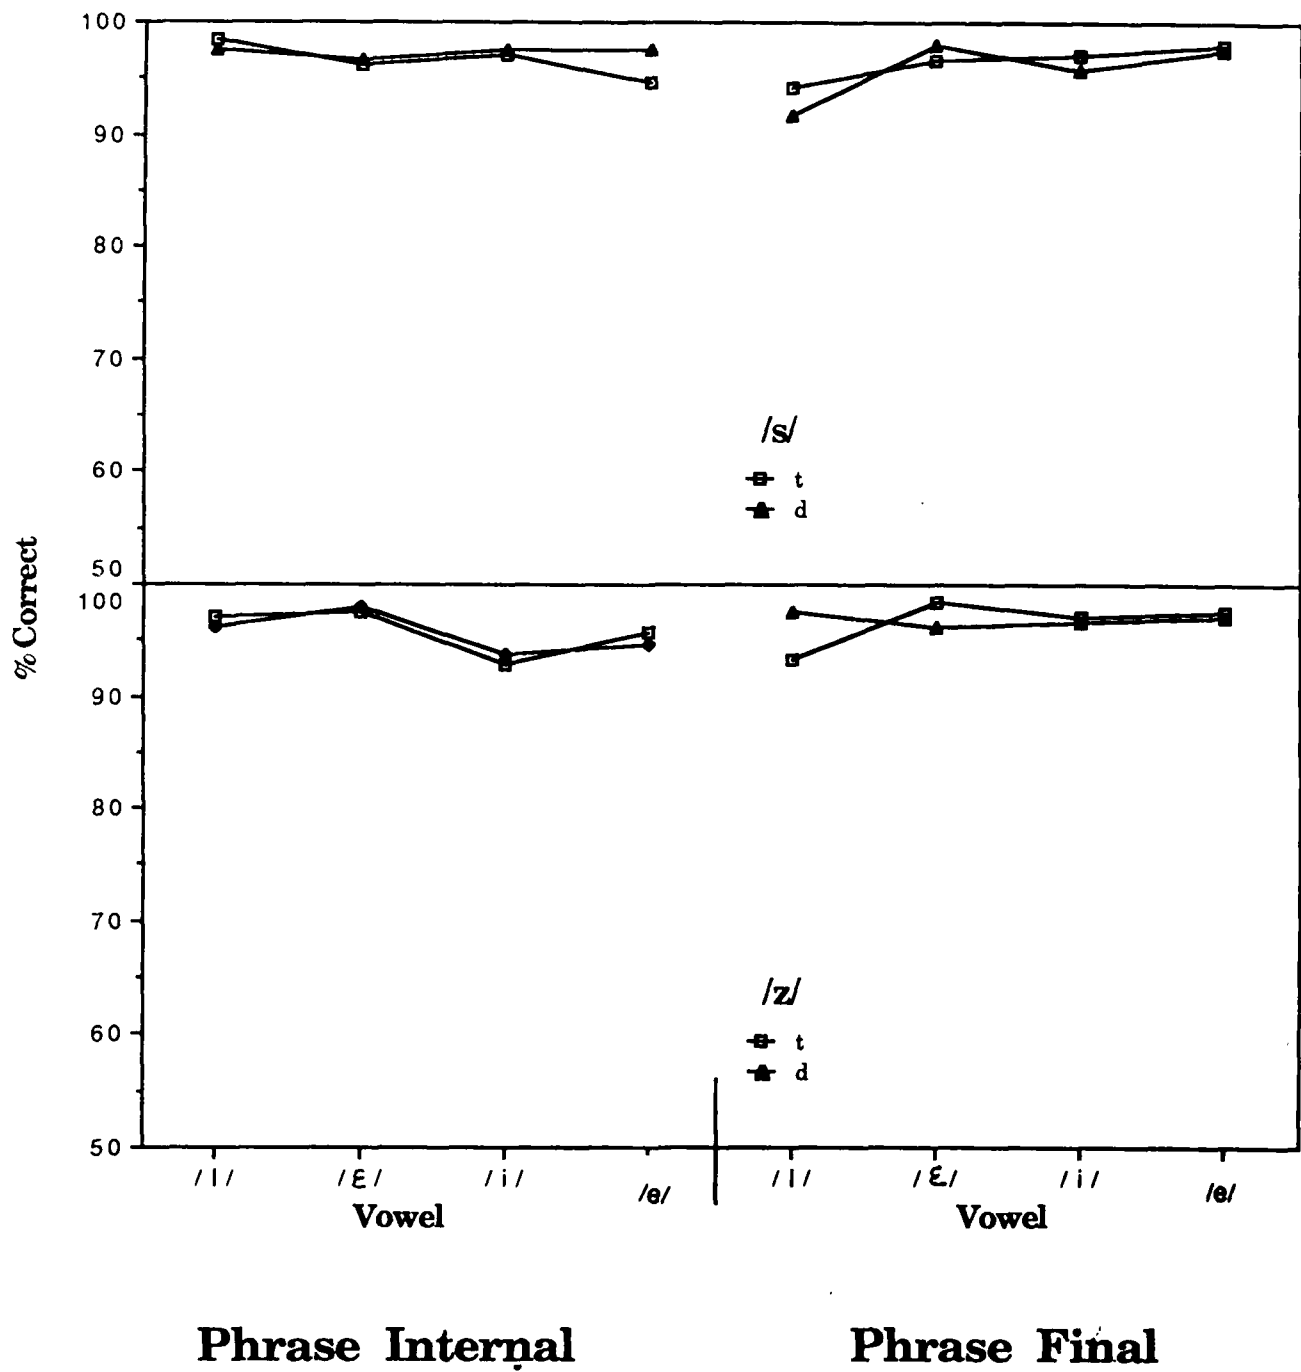 100
90
80
70
60
50
/s/
t
d
% Correct
100
90
80
70
60
50
/z/
t
d
/I/ /ε/ /i/ /e/ /I/ /ε/ /i/ /e/
Vowel Vowel
Phrase Internal Phrase Final